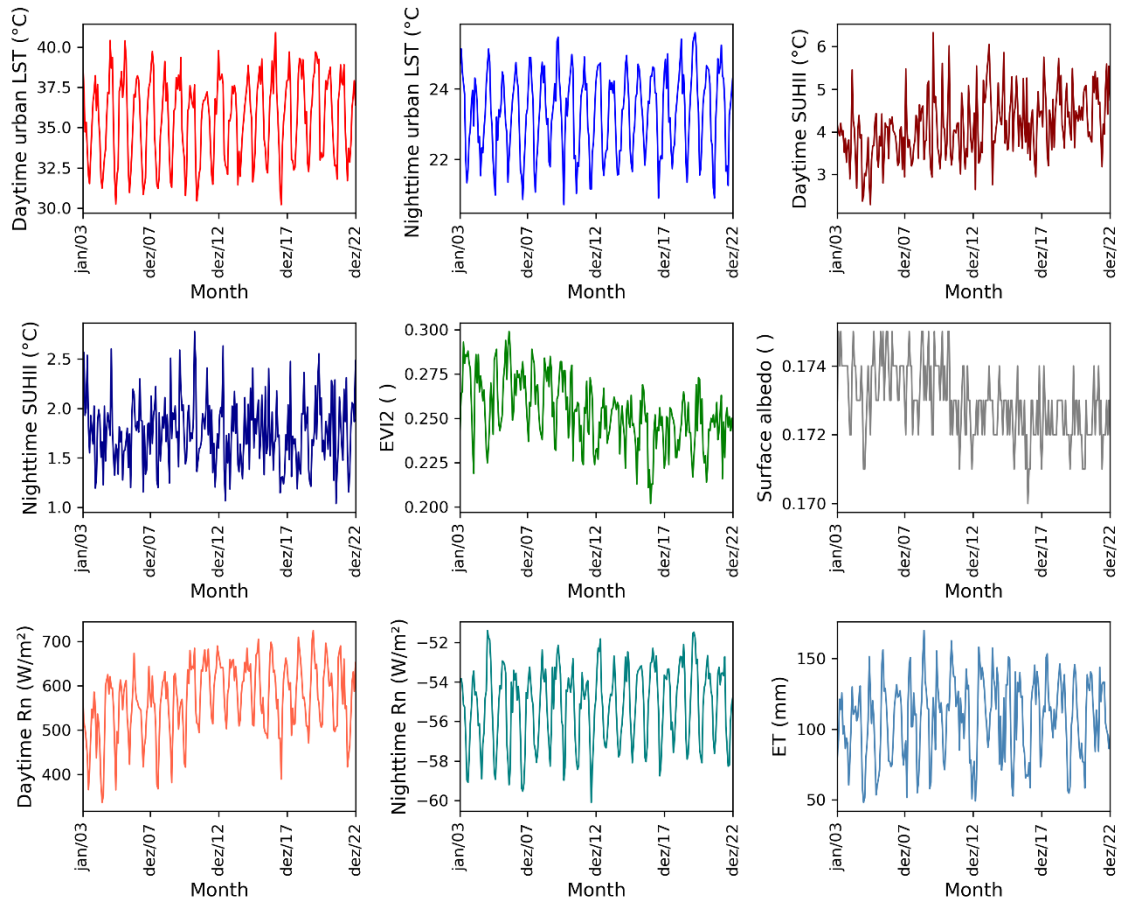 Daytime urban LST (°C)
40.0
37.5
35.0
32.5
30.0
jan/03
dez/07
dez/12
dez/17
dez/22
Month
Nighttime urban LST (°C
24
22
jan/03
dez/07
dez/12
dez/17
dez/22
Month
Daytime SUHII (°C)
6
5
4
3
jan/03
dez/07
dez/12
dez/17
dez/22
Month
Nighttime SUHII (°C)
2.5
2.0
1.5
1.0
jan/03
dez/07
dez/12
dez/17
dez/22
Month
EVI2 ( )
0.300
0.275
0.250
0.225
0.200
jan/03
dez/07
dez/12
dez/17
dez/22
Month
Surface albedo ( )
0.174
0.172
0.170
jan/03
dez/07
dez/12
dez/17
dez/22
Month
Daytime Rn (W/m²)
700
600
500
400
jan/03
dez/07
dez/12
dez/17
dez/22
Month
Nighttime Rn (W/m²)
−52
−54
−56
−58
−60
jan/03
dez/07
dez/12
dez/17
dez/22
Month
ET (mm)
150
100
50
jan/03
dez/07
dez/12
dez/17
dez/22
Month